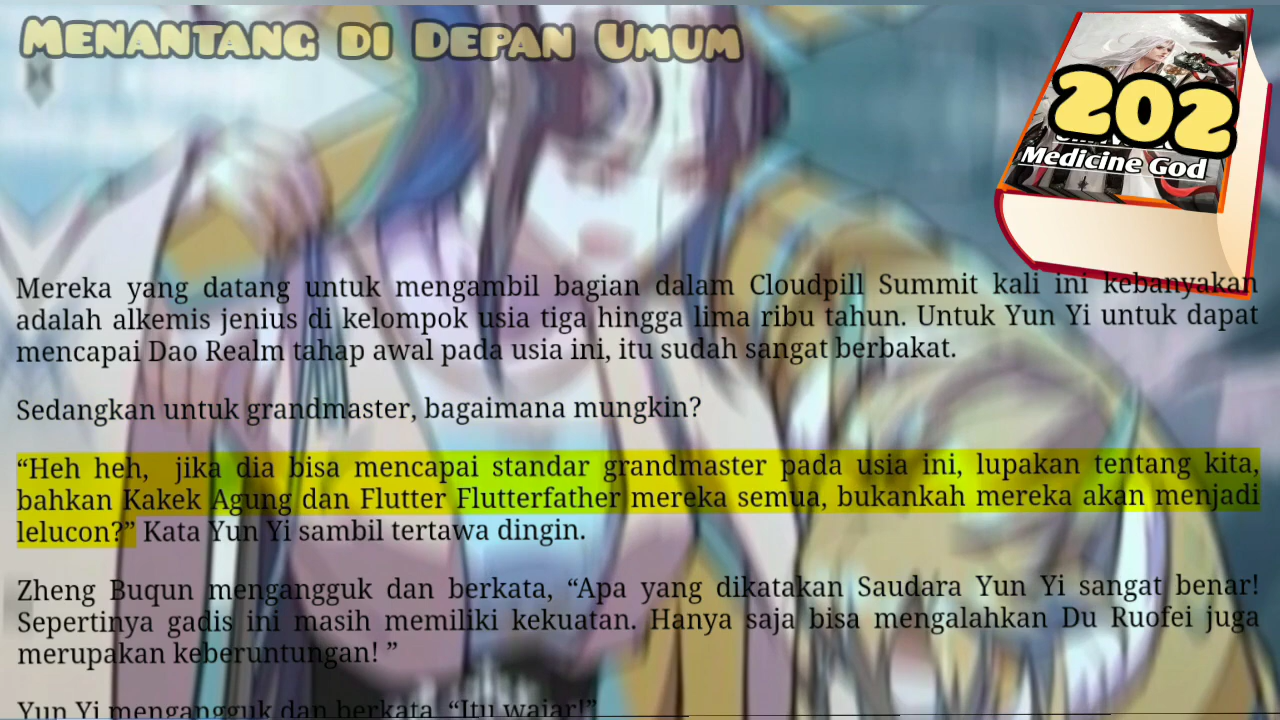 Menantang di Depan Umum
202
Medicine God
Mereka yang datang untuk mengambil bagian dalam Cloudpill Summit kali ini kebanyakan
adalah alkemis jenius di kelompok usia tiga hingga lima ribu tahun. Untuk Yun Yi untuk dapat
mencapai Dao Realm tahap awal pada usia ini, itu sudah sangat berbakat.
Sedangkan untuk grandmaster, bagaimana mungkin?
“Heh heh,  jika dia bisa mencapai standar grandmaster pada usia ini, lupakan tentang kita,
bahkan Kakek Agung dan Flutter Flutterfather mereka semua, bukankah mereka akan menjadi
lelucon?” Kata Yun Yi sambil tertawa dingin.
Zheng Buqun mengangguk dan berkata, “Apa yang dikatakan Saudara Yun Yi sangat benar!
Sepertinya gadis ini masih memiliki kekuatan. Hanya saja bisa mengalahkan Du Ruofei juga
merupakan keberuntungan! ”
Yun Yi mengangguk dan berkata, “Itu wajar!”